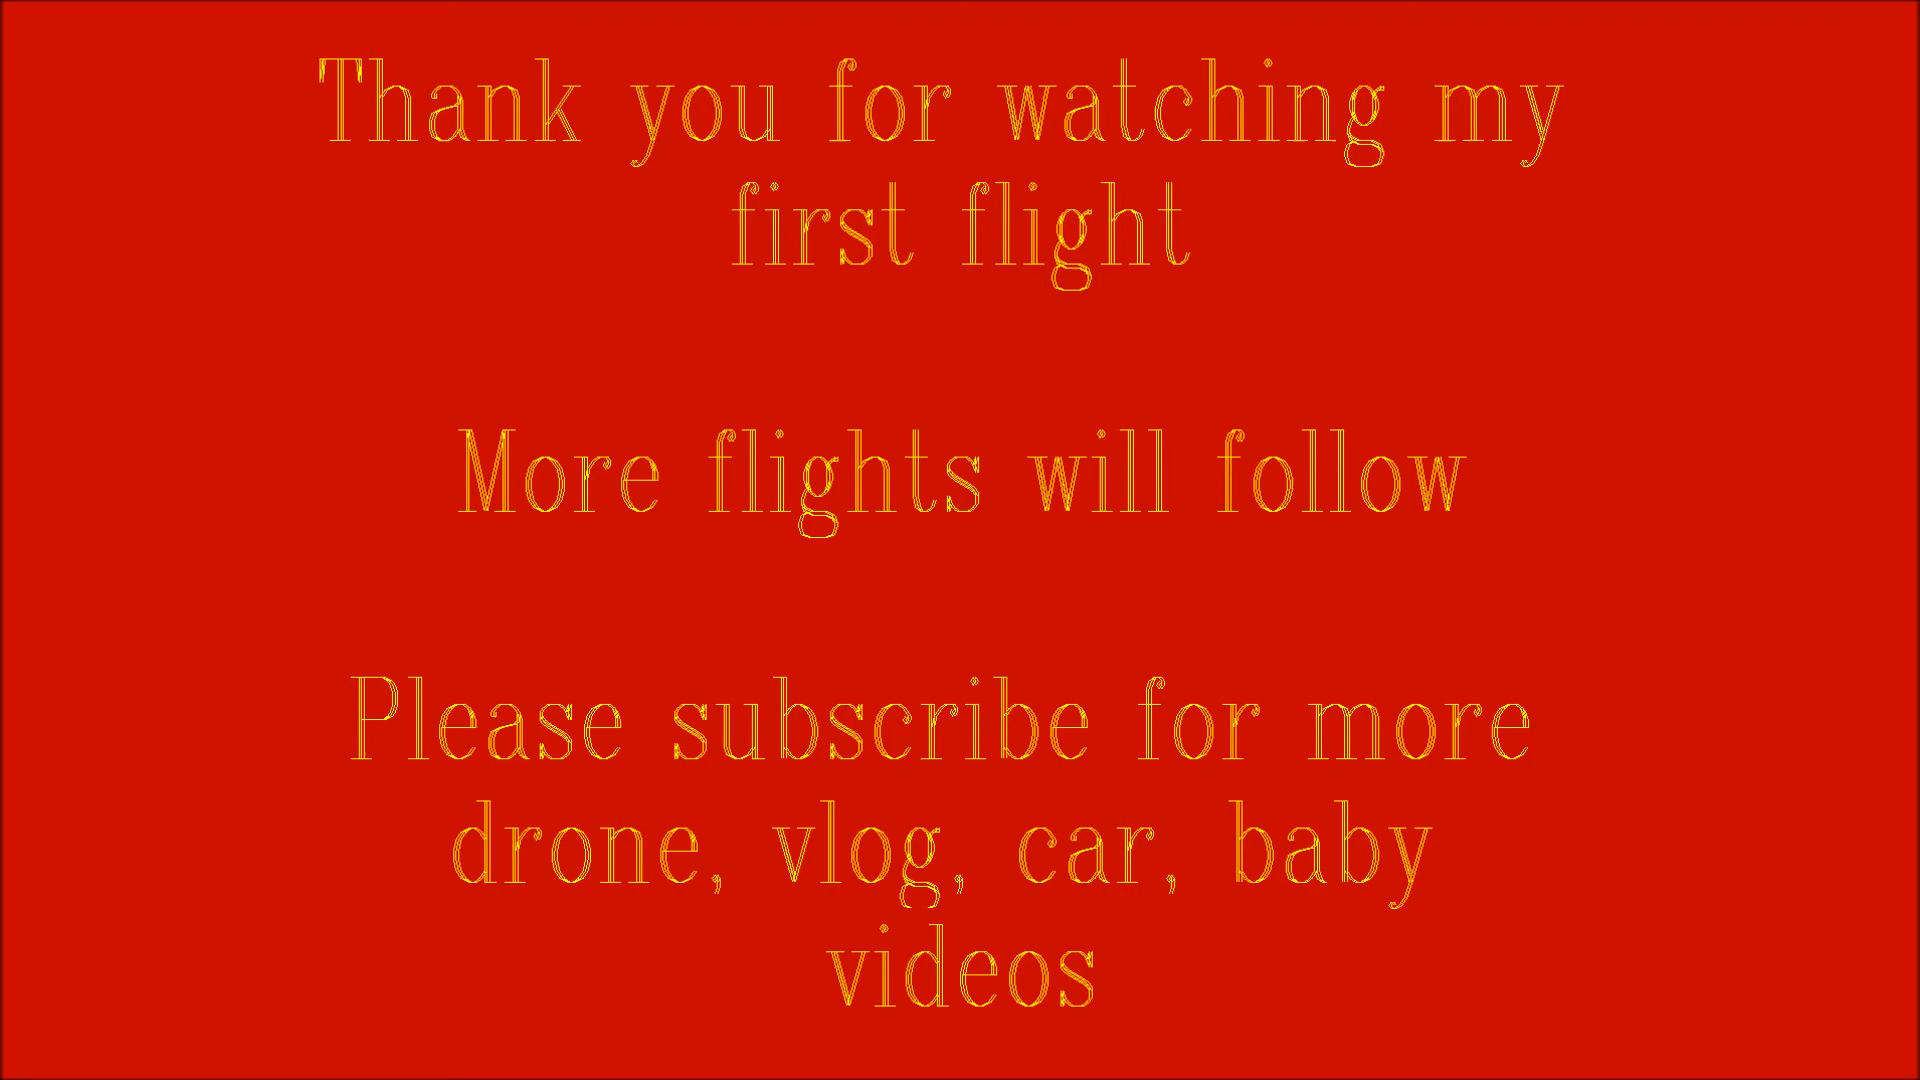 Thank you for watching my
first flight
More flights will follow
Please subscribe for more
drone, vlog, car, baby
videos